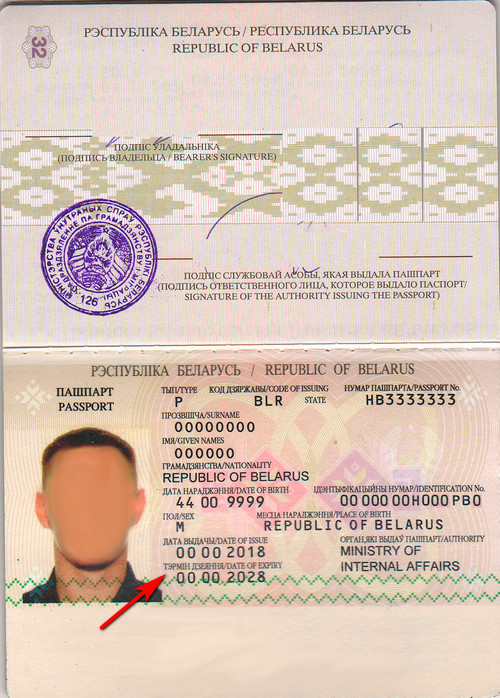 32
РЭСПУБЛІКА БЕЛАРУСЬ / РЕСПУБЛИКА БЕЛАРУСЬ
REPUBLIC OF BELARUS
ПОДПІС УЛАДАЛЬНІКА
(ПОДПИСЬ ВЛАДЕЛЬЦА / BEARER'S SIGNATURE)
МІНІСТЭРСТВА УНУТРАНЫХ СПРАЎ РЭСПУБЛІКІ БЕЛАРУСЬ
ПАДРАЗДЗЯЛЕННЕ ПА ГРАМАДЗЯНСТВУ І МІГРАЦЫІ
126
ПОДПІС СЛУЖБОВАЙ АСОБЫ, ЯКАЯ ВЫДАЛА ПАШПАРТ
(ПОДПИСЬ ОТВЕТСТВЕННОГО ЛИЦА, КОТОРОЕ ВЫДАЛО ПАСПОРТ/
SIGNATURE OF THE AUTHORITY ISSUING THE PASSPORT)
РЭСПУБЛІКА БЕЛАРУСЬ / REPUBLIC OF BELARUS
ПАШПАРТ
PASSPORT
ТЫП/TYPE КОД ДЗЯРЖАВЫ/CODE OF ISSUING STATE НУМАР ПАШПАРТА/PASSPORT No.
P BLR HB3333333
ПРОЗВІШЧА/SURNAME
00000000
ІМЯ/GIVEN NAMES
000000
ГРАМАДЗЯНСТВА/NATIONALITY
REPUBLIC OF BELARUS
ДАТА НАРАДЖЭННЯ/DATE OF BIRTH ІДЭНТЫФІКАЦЫЙНЫ НУМАР/IDENTIFICATION No.
44 00 9999 00 000 00H000 PB0
ПОЛ/SEX МЕСЦА НАРАДЖЭННЯ/PLACE OF BIRTH
M REPUBLIC OF BELARUS
ДАТА ВЫДАЧЫ/DATE OF ISSUE ОРГАН, ЯКІ ВЫДАЎ ПАШПАРТ/AUTHORITY
00 00 2018 MINISTRY OF
ТЭРМІН ДЗЕЯННЯ/DATE OF EXPIRY INTERNAL AFFAIRS
00 00 2028